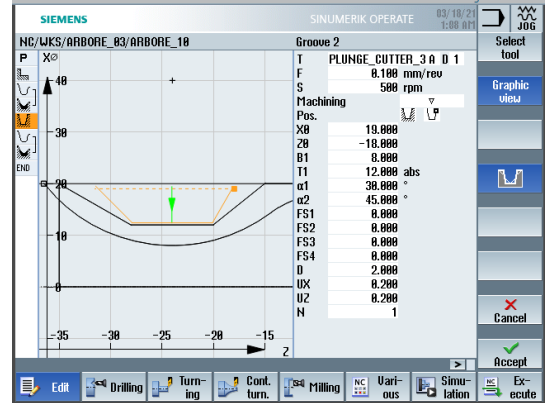 SIEMENS
SINUMERIK OPERATE
03/18/21
1:08 AM
JOG
NC/WKS/ARBORE_03/ARBORE_10
Groove 2
Select
tool
P
XØ
T PLUNGE_CUTTER_3 A D 1
F 0.100 mm/rev
S 500 rpm
Machining ▽
Pos.
X0 19.000
Z0 -18.000
B1 8.000
T1 12.000 abs
α1 30.000 °
α2 45.000 °
FS1 0.000
FS2 0.000
FS3 0.000
FS4 0.000
D 2.000
UX 0.200
UZ 0.200
N 1
Graphic
view
END
40
30
20
10
0
-35 -30 -25 -20 -15
Z
Cancel
Accept
Edit
Drilling
Turn-
ing
Cont.
turn.
Milling
NC
Vari-
ous
Simu-
lation
NC
Ex-
ecute